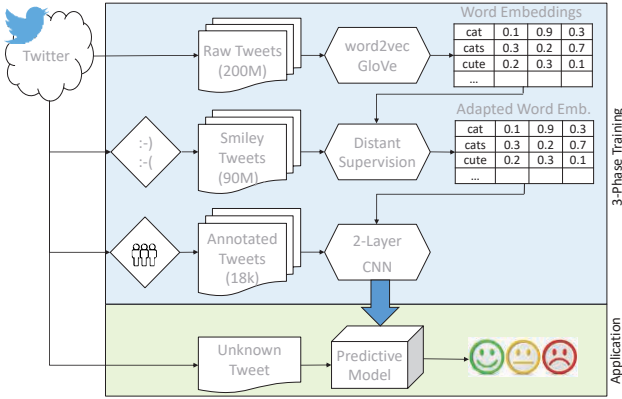 Twitter
Raw Tweets
(200M)
word2vec
GloVe
Word Embeddings
cat 0.1 0.9 0.3
cats 0.3 0.2 0.7
cute 0.2 0.3 0.1
...
:-)
:-(
Smiley
Tweets
(90M)
Distant
Supervision
Adapted Word Emb.
cat 0.1 0.9 0.3
cats 0.3 0.2 0.7
cute 0.2 0.3 0.1
...
Annotated
Tweets
(18k)
2-Layer
CNN
3-Phase Training
Unknown
Tweet
Predictive
Model
Application